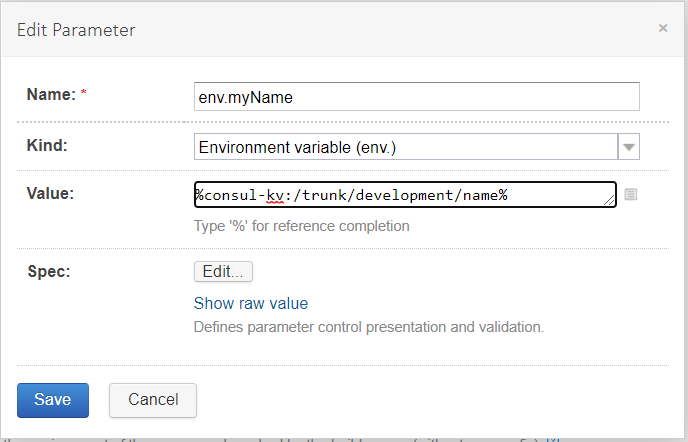 Edit Parameter ×
Name: *
env.myName
Kind:
Environment variable (env.)
Value:
%consul-kv:/trunk/development/name%
Type '%' for reference completion
Spec:
Edit...
Show raw value
Defines parameter control presentation and validation.
Save
Cancel